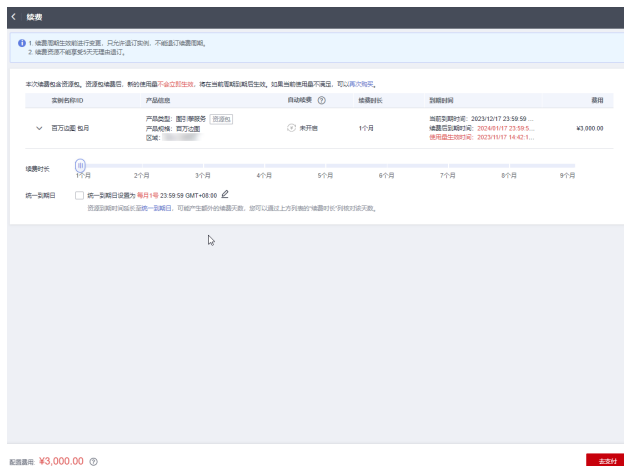 续费
1. 续费周期生效前进行变更，只允许退订实例，不能退订续费周期。
2. 续费资源不能享受5天无理由退订。
本次续费包含资源包。资源包续费后，新的使用量不会立即生效，将在当前周期到期后生效。如果当前使用量不满足，可以再次购买。
实例名称/ID 产品信息 自动续费 续费时长 到期时间 费用
百万边图 包月
产品类型：图引擎服务 资源包
产品规格：百万边图
区域：
未开启
1个月
当前到期时间：2023/12/17 23:59:59 ...
续费后到期时间：2024/01/17 23:59:5...
使用量生效时间：2023/11/17 14:42:1...
¥3,000.00
续费时长
1个月 2个月 3个月 4个月 5个月 6个月 7个月 8个月 9个月
统一到期日 统一到期日设置为 每月1号 23:59:59 GMT+08:00
资源到期时间延长至统一到期日，可能产生额外的续费天数，您可以通过上方列表的“续费时长”列核对该天数。
配置费用: ¥3,000.00
去支付